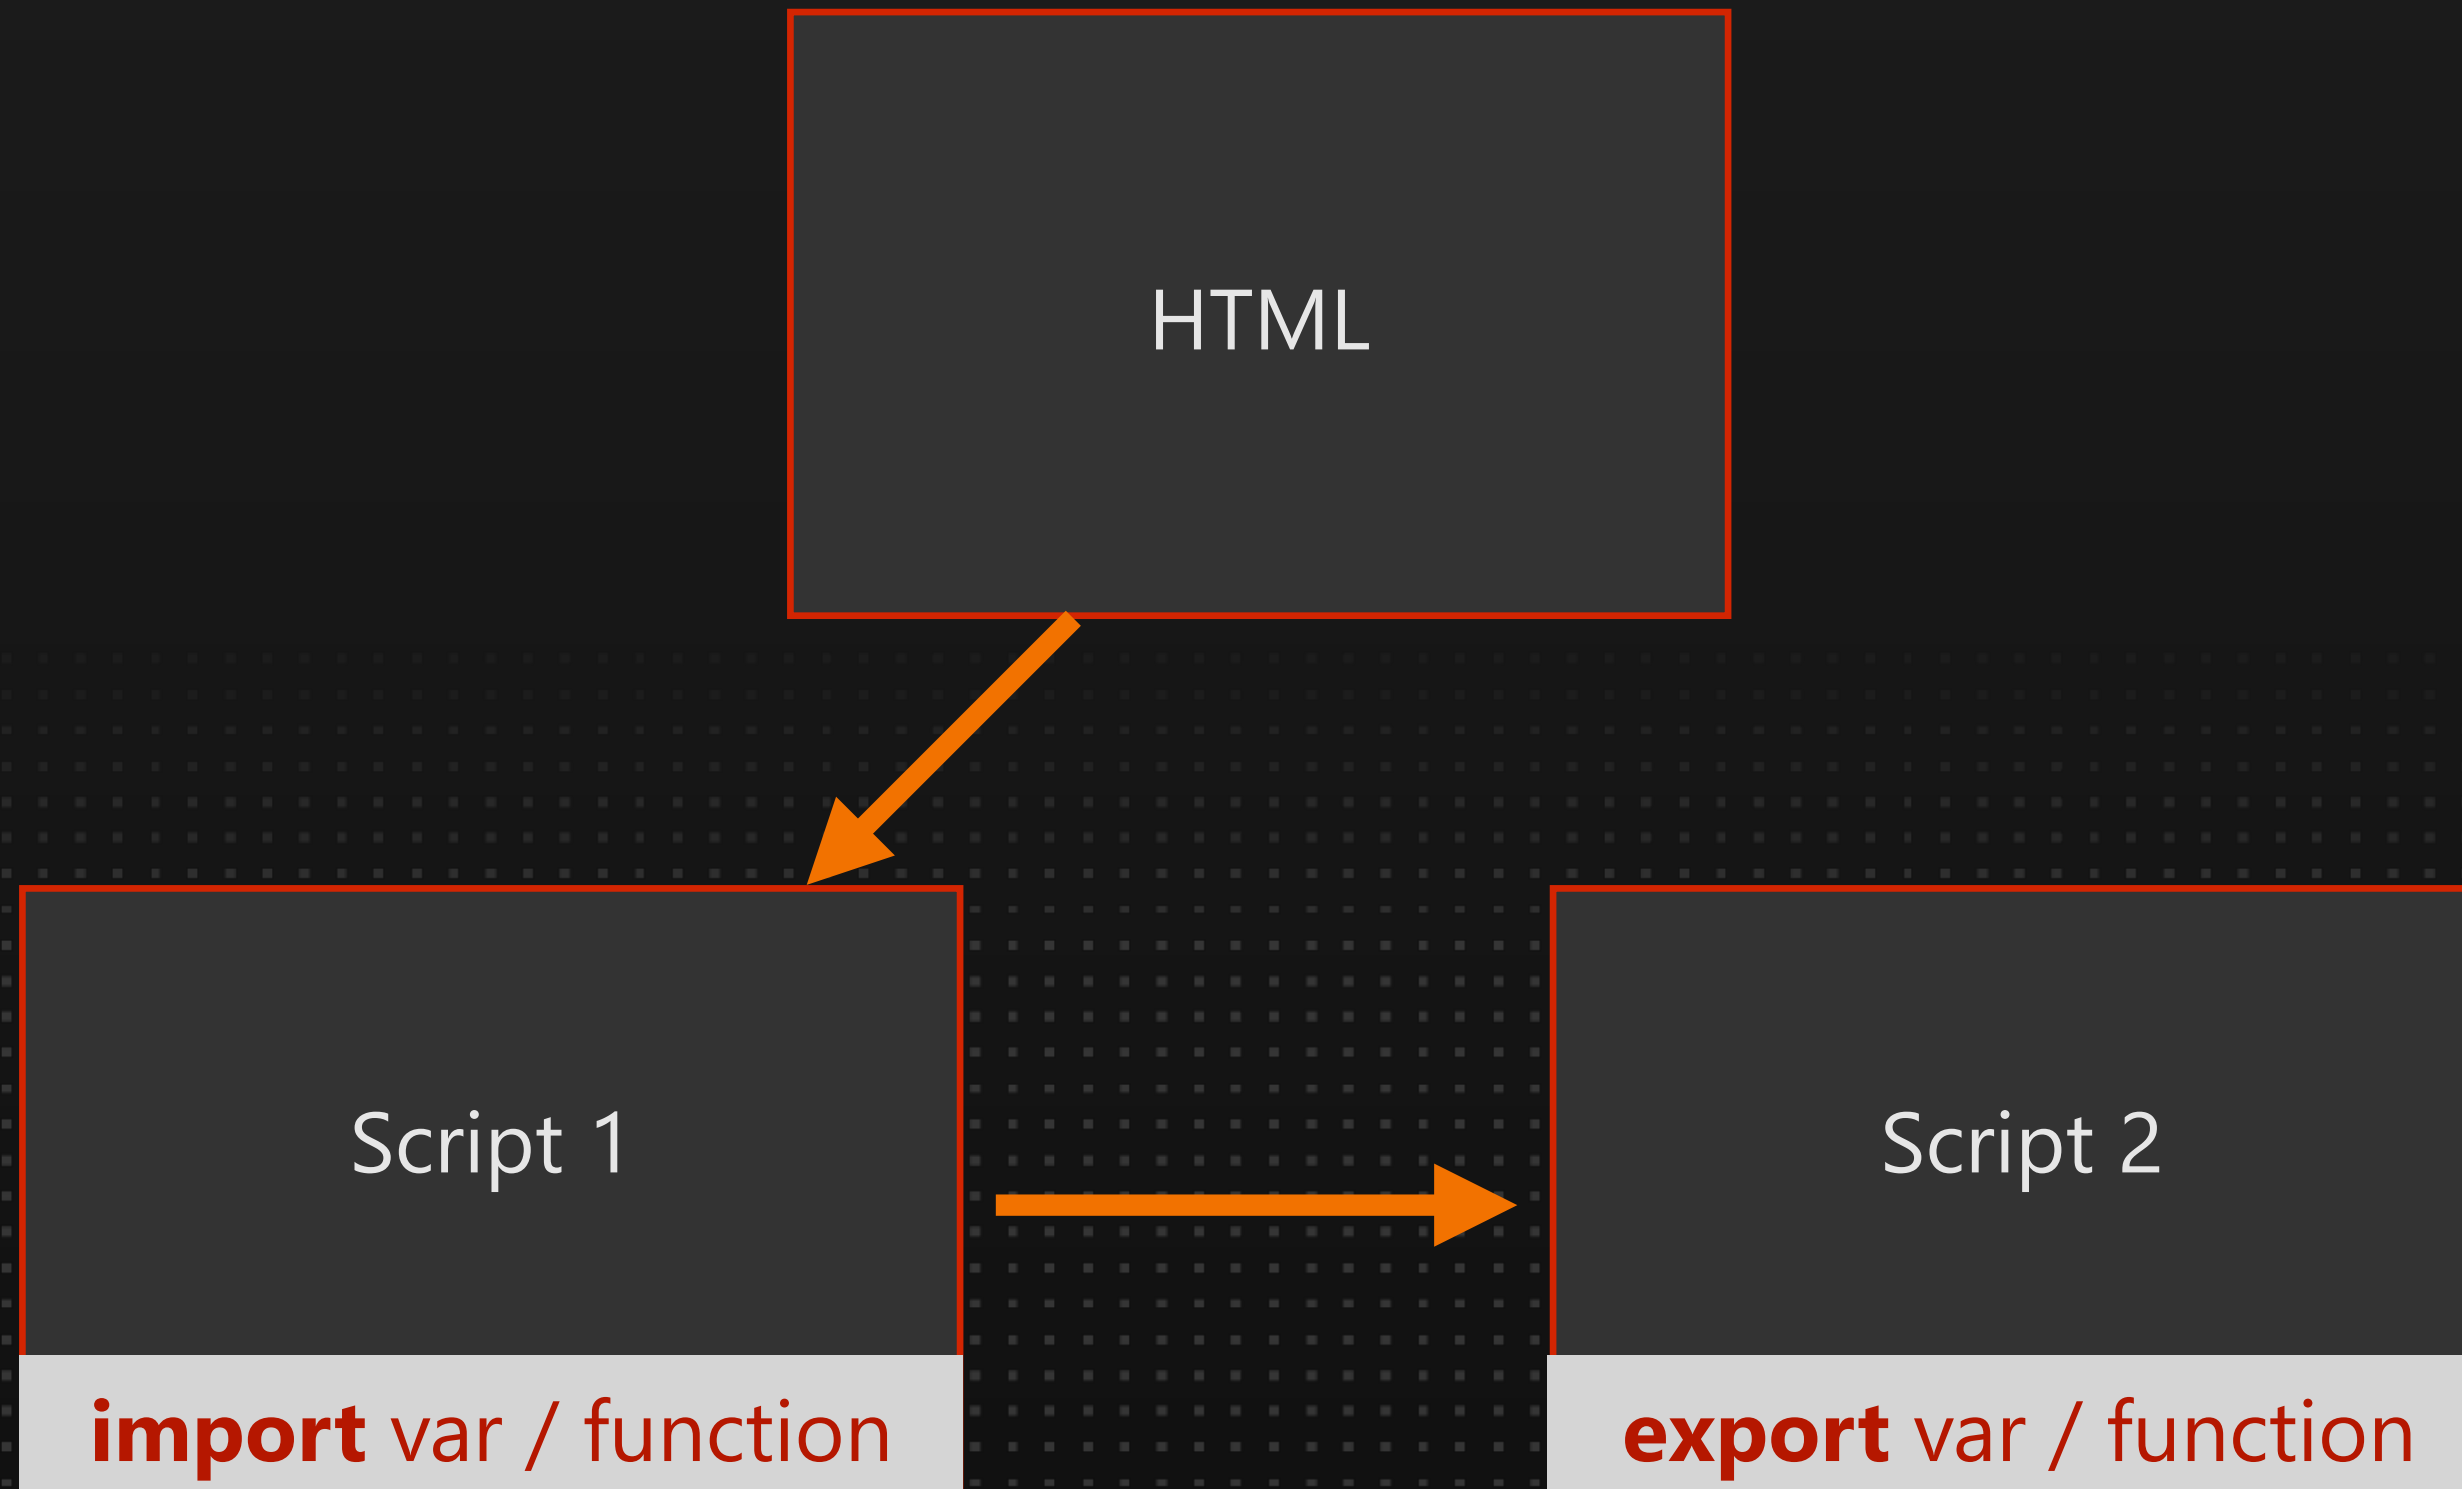 HTML
Script 1
Script 2
import var / function
export var / function